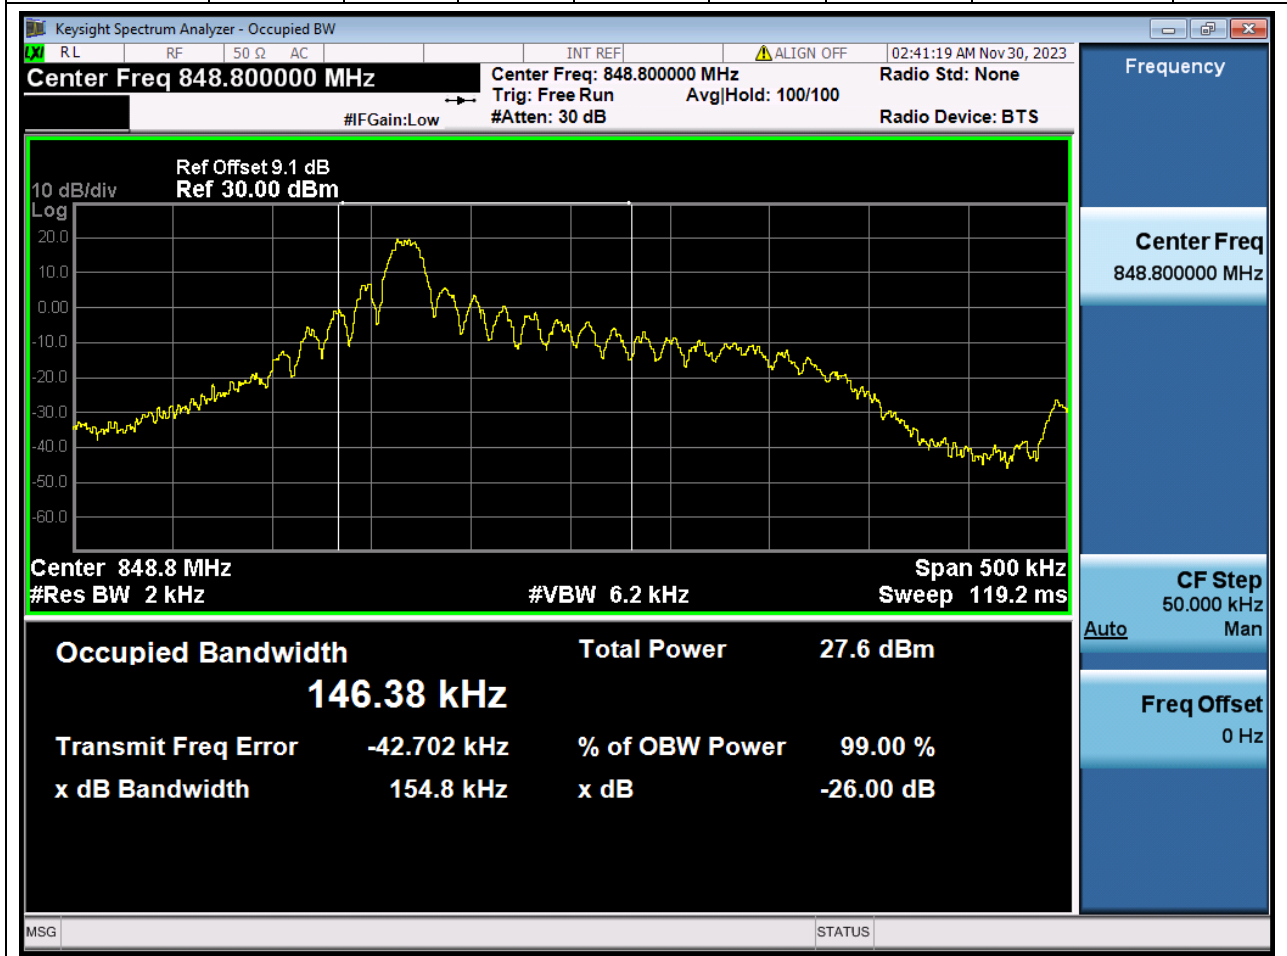 Keysight Spectrum Analyzer - Occupied BW
LXI RL RF 50 Ω AC INT REF ALIGN OFF 02:41:19 AM Nov 30, 2023
Center Freq 848.800000 MHz
Center Freq: 848.800000 MHz Radio Std: None
Trig: Free Run Avg|Hold: 100/100
#IFGain:Low #Atten: 30 dB Radio Device: BTS
Ref Offset 9.1 dB
10 dB/div Ref 30.00 dBm
Log
20.0
10.0
0.00
-10.0
-20.0
-30.0
-40.0
-50.0
-60.0
Center 848.8 MHz Span 500 kHz
#Res BW 2 kHz #VBW 6.2 kHz Sweep 119.2 ms
Occupied Bandwidth Total Power 27.6 dBm
146.38 kHz
Transmit Freq Error -42.702 kHz % of OBW Power 99.00 %
x dB Bandwidth 154.8 kHz x dB -26.00 dB
MSG STATUS
Frequency
Center Freq
848.800000 MHz
CF Step
50.000 kHz
Auto Man
Freq Offset
0 Hz